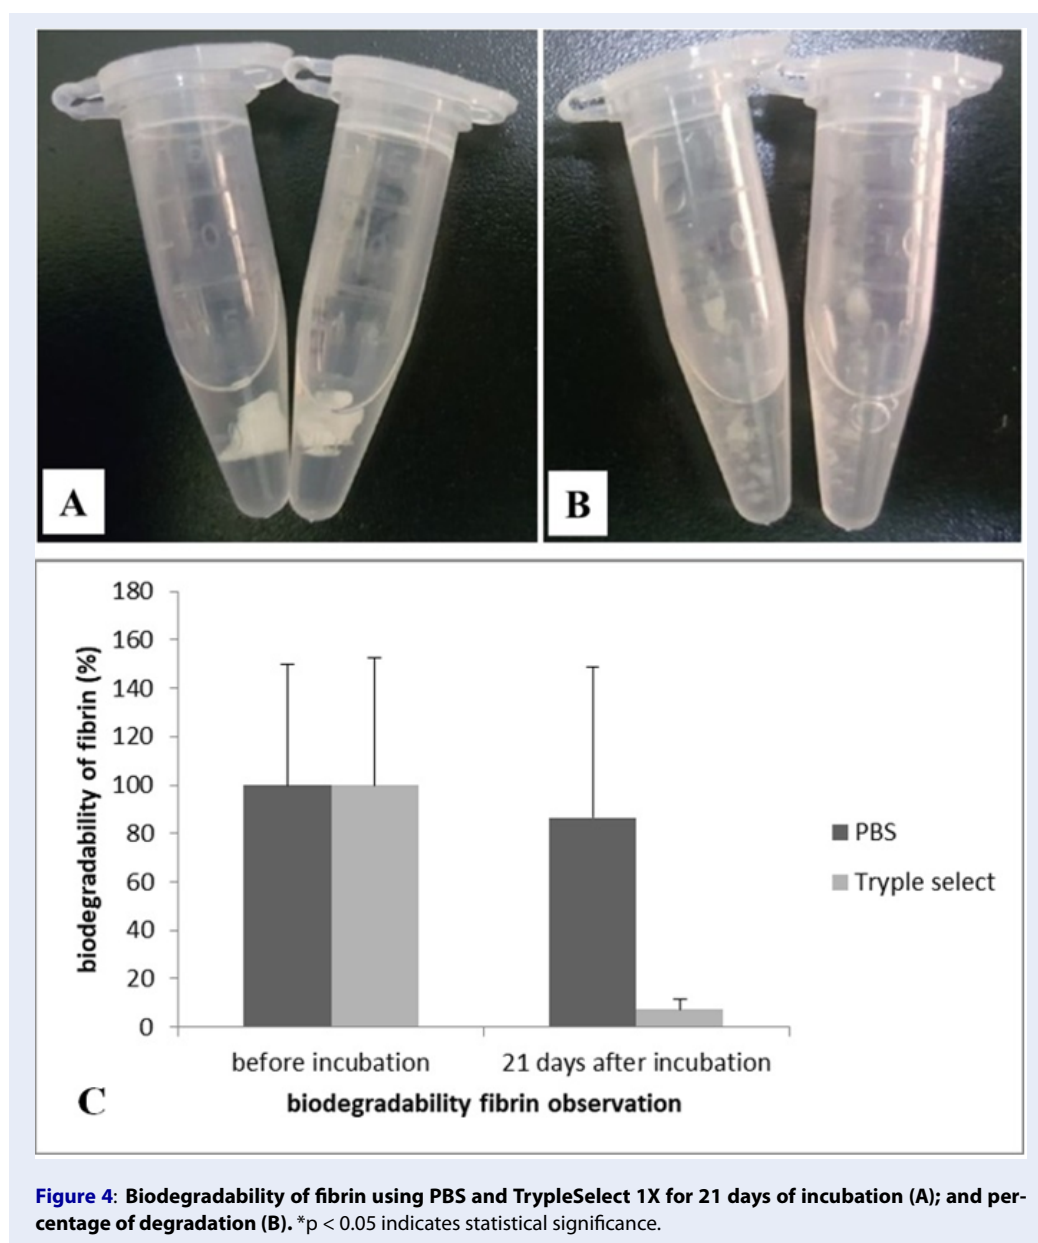 A
B
180
160
140
120
100
80
60
40
20
0
biodegradability of fibrin (%)
PBS
Tryple select
before incubation
21 days after incubation
biodegradability fibrin observation
C
Figure 4: Biodegradability of fibrin using PBS and TrypleSelect 1X for 21 days of incubation (A); and per-
centage of degradation (B). *p < 0.05 indicates statistical significance.